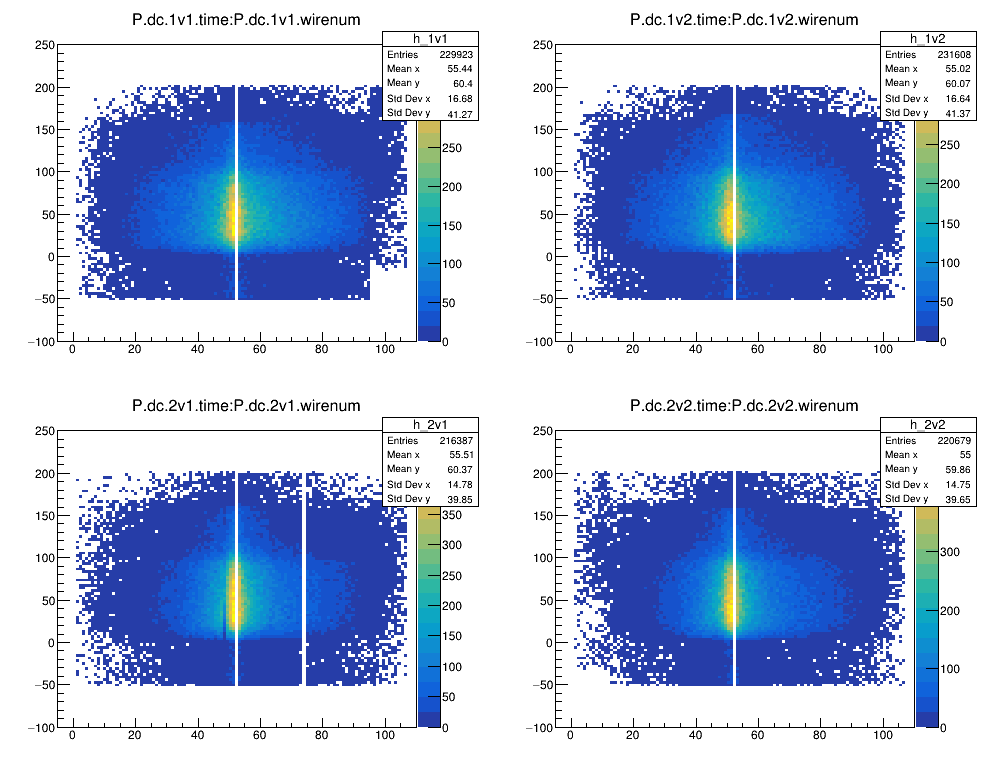 P.dc.1v1.time:P.dc.1v1.wirenum
h_1v1
Entries 229923
Mean x 55.44
Mean y 60.4
Std Dev x 16.68
Std Dev y 41.27
250
200
150
100
50
0
−50
−100
0 20 40 60 80 100
250
200
150
100
50
0
P.dc.1v2.time:P.dc.1v2.wirenum
h_1v2
Entries 231608
Mean x 55.02
Mean y 60.07
Std Dev x 16.64
Std Dev y 41.37
250
200
150
100
50
0
−50
−100
0 20 40 60 80 100
250
200
150
100
50
0
P.dc.2v1.time:P.dc.2v1.wirenum
h_2v1
Entries 216387
Mean x 55.51
Mean y 60.37
Std Dev x 14.78
Std Dev y 39.85
250
200
150
100
50
0
−50
−100
0 20 40 60 80 100
350
300
250
200
150
100
50
0
P.dc.2v2.time:P.dc.2v2.wirenum
h_2v2
Entries 220679
Mean x 55
Mean y 59.86
Std Dev x 14.75
Std Dev y 39.65
250
200
150
100
50
0
−50
−100
0 20 40 60 80 100
300
200
100
0